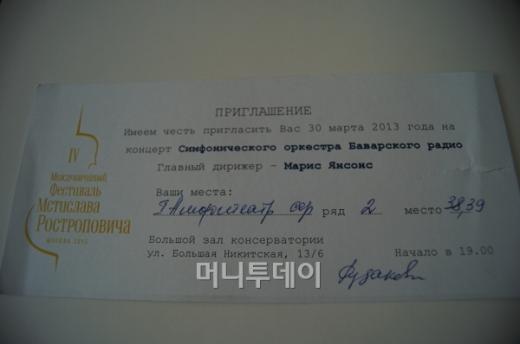 IV
Международный
Фестиваль
Мстислава
Ростроповича
Москва 2013
ПРИГЛАШЕНИЕ
Имеем честь пригласить Вас 30 марта 2013 года на
концерт Симфонического оркестра Баварского радио
Главный дирижер – Марис Янсонс
Ваши места:
ряд 2 место 38,39
Большой зал консерватории
ул. Большая Никитская, 13/6
Начало в 19.00
머니투데이